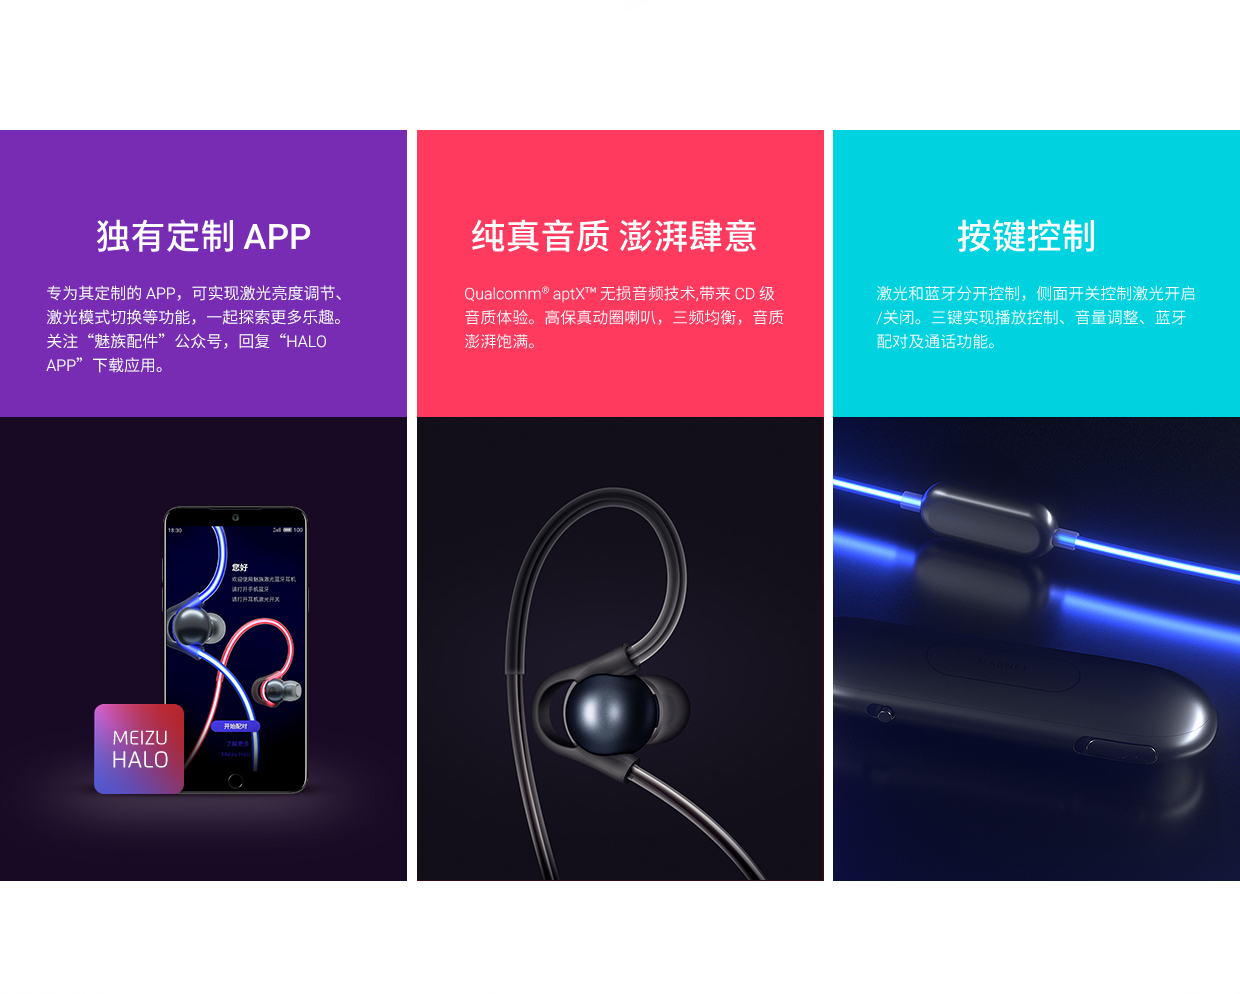 独有定制 APP
专为其定制的 APP，可实现激光亮度调节、
激光模式切换等功能，一起探索更多乐趣。
关注“魅族配件”公众号，回复“HALO
APP”下载应用。
纯真音质 澎湃肆意
Qualcomm® aptX™ 无损音频技术,带来 CD 级
音质体验。高保真动圈喇叭，三频均衡，音质
澎湃饱满。
按键控制
激光和蓝牙分开控制，侧面开关控制激光开启
/关闭。三键实现播放控制、音量调整、蓝牙
配对及通话功能。
18:30
100
您好
欢迎使用魅族激光蓝牙耳机
请打开手机蓝牙
请打开耳机激光开关
开始配对
了解更多
Meizu Halo
MEIZU
HALO